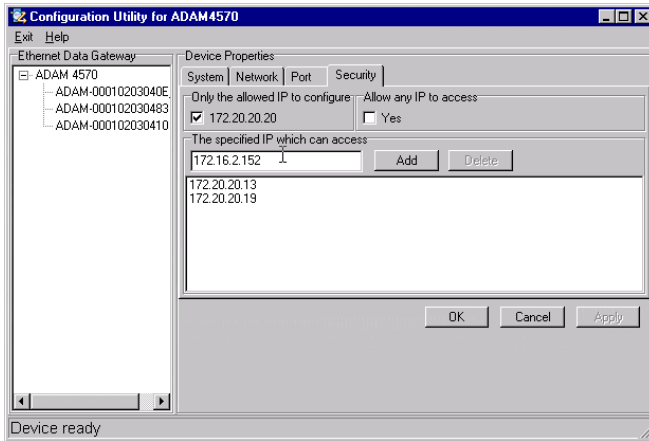 Configuration Utility for ADAM4570
Exit Help
Ethernet Data Gateway
ADAM 4570
ADAM-00010203040E
ADAM-000102030483
ADAM-000102030410
Device Properties
System Network Port Security
Only the allowed IP to configure
172.20.20.20
Allow any IP to access
Yes
The specified IP which can access
172.16.2.152 Add Delete
172.20.20.13
172.20.20.19
OK Cancel Apply
Device ready